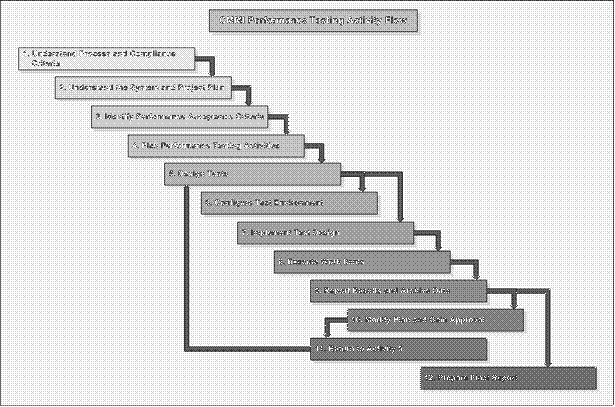 CMMI Performance Testing Activity Flow
1. Understand Process and Compliance
Criteria
2. Understand the System and Project Plan
3. Identify Performance Acceptance Criteria
4. Plan Performance Testing Activities
5. Design Tests
6. Configure Test Environment
7. Implement Test Design
8. Execute Work Items
9. Report Results and Archive Data
10. Modify Plan and Gain Approval
11. Return to Activity 5
12. Prepare Final Report